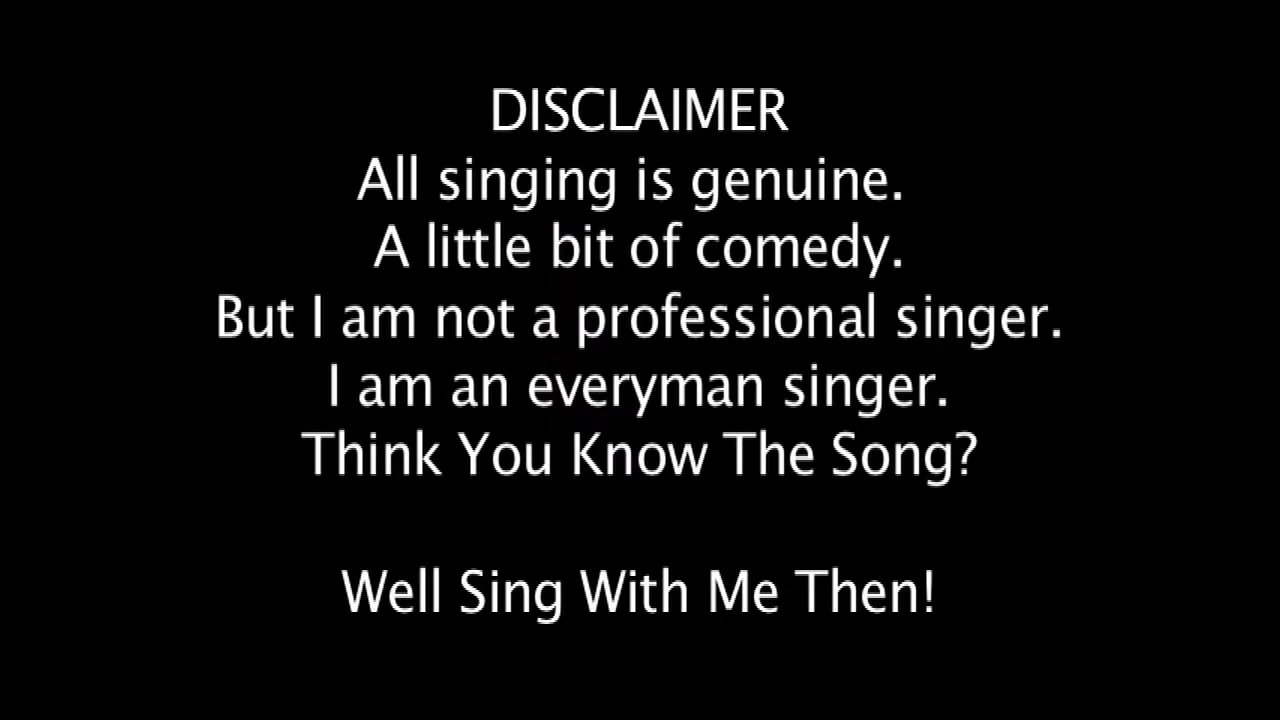 DISCLAIMER
All singing is genuine.
A little bit of comedy.
But I am not a professional singer.
I am an everyman singer.
Think You Know The Song?
Well Sing With Me Then!